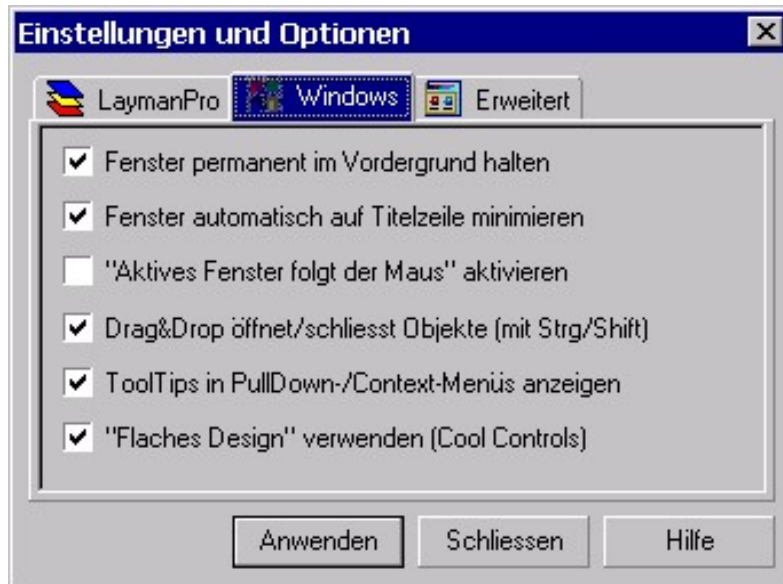 Einstellungen und Optionen
LaymanPro Windows Erweitert
Fenster permanent im Vordergrund halten
Fenster automatisch auf Titelzeile minimieren
"Aktives Fenster folgt der Maus" aktivieren
Drag&Drop öffnet/schliesst Objekte (mit Strg/Shift)
ToolTips in PullDown-/Context-Menüs anzeigen
"Flaches Design" verwenden (Cool Controls)
Anwenden Schliessen Hilfe